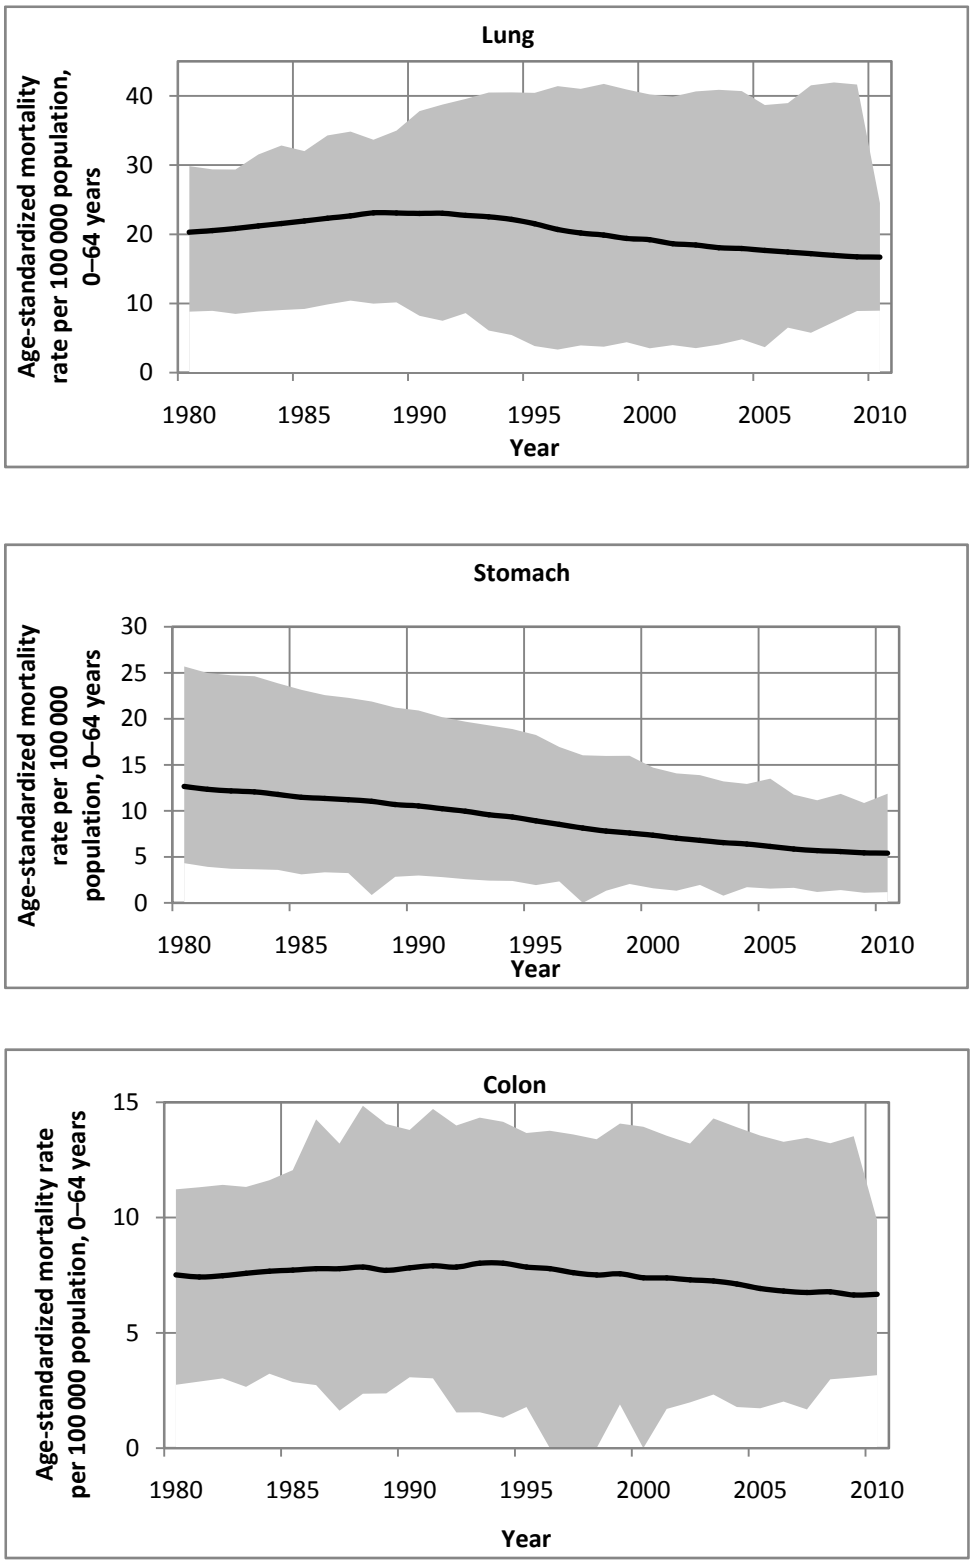 Lung
Age-standardized mortality
rate per 100 000 population,
0–64 years
40
30
20
10
0
1980 1985 1990 1995 2000 2005 2010
Year
Stomach
Age-standardized mortality
rate per 100 000
population, 0–64 years
30
25
20
15
10
5
0
1980 1985 1990 1995 2000 2005 2010
Year
Colon
Age-standardized mortality rate
per 100 000 population, 0–64 years
15
10
5
0
1980 1985 1990 1995 2000 2005 2010
Year